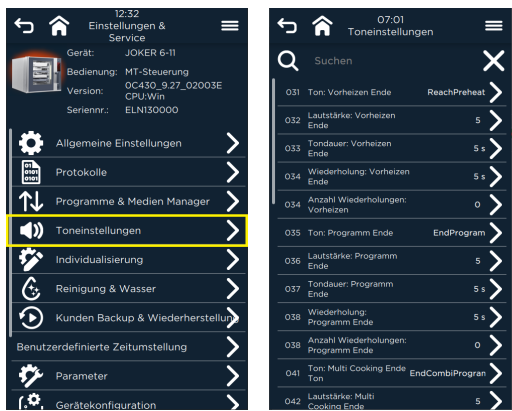 12:32
Einstellungen &
Service
Gerät: JOKER 6-11
Bedienung: MT-Steuerung
Version: 0C430_9.27_02003E
CPU:Win
Seriennr.: ELN130000
Allgemeine Einstellungen
Protokolle
Programme & Medien Manager
Toneinstellungen
Individualisierung
Reinigung & Wasser
Kunden Backup & Wiederherstellung
Benutzerdefinierte Zeitumstellung
Parameter
Gerätekonfiguration
07:01
Toneinstellungen
Suchen
031 Ton: Vorheizen Ende ReachPreheat
032 Lautstärke: Vorheizen
Ende 5
033 Tondauer: Vorheizen
Ende 5 s
034 Wiederholung: Vorheizen
Ende 5 s
034 Anzahl Wiederholungen:
Vorheizen 0
035 Ton: Programm Ende EndProgram
036 Lautstärke: Programm
Ende 5
037 Tondauer: Programm
Ende 5 s
038 Wiederholung:
Programm Ende 5 s
038 Anzahl Wiederholungen:
Programm Ende 0
041 Ton: Multi Cooking Ende
Ton EndCombiProgran
042 Lautstärke: Multi
Cooking Ende 5